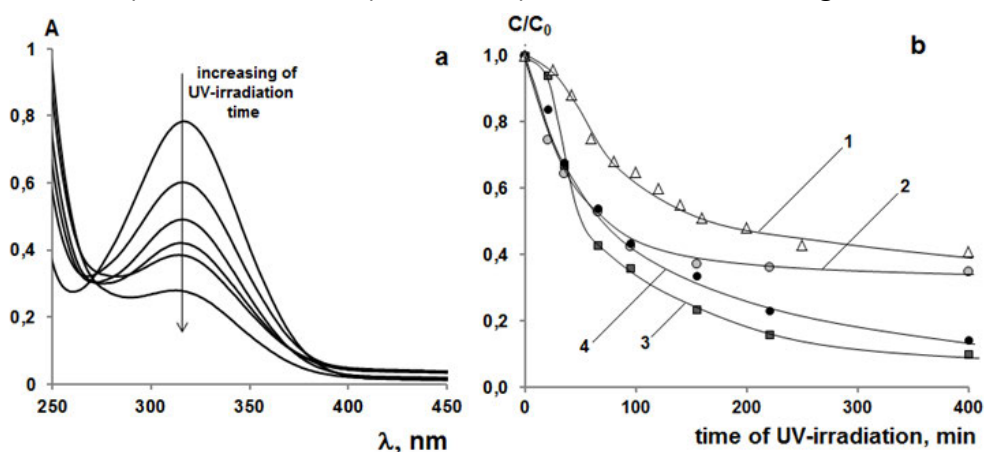 A
a
increasing of
UV-irradiation
time
1
0,8
0,6
0,4
0,2
0
250
300
350
400
450
λ, nm
C/C₀
b
1,0
0,8
0,6
0,4
0,2
0,0
1
2
4
3
0
100
200
300
400
time of UV-irradiation, min